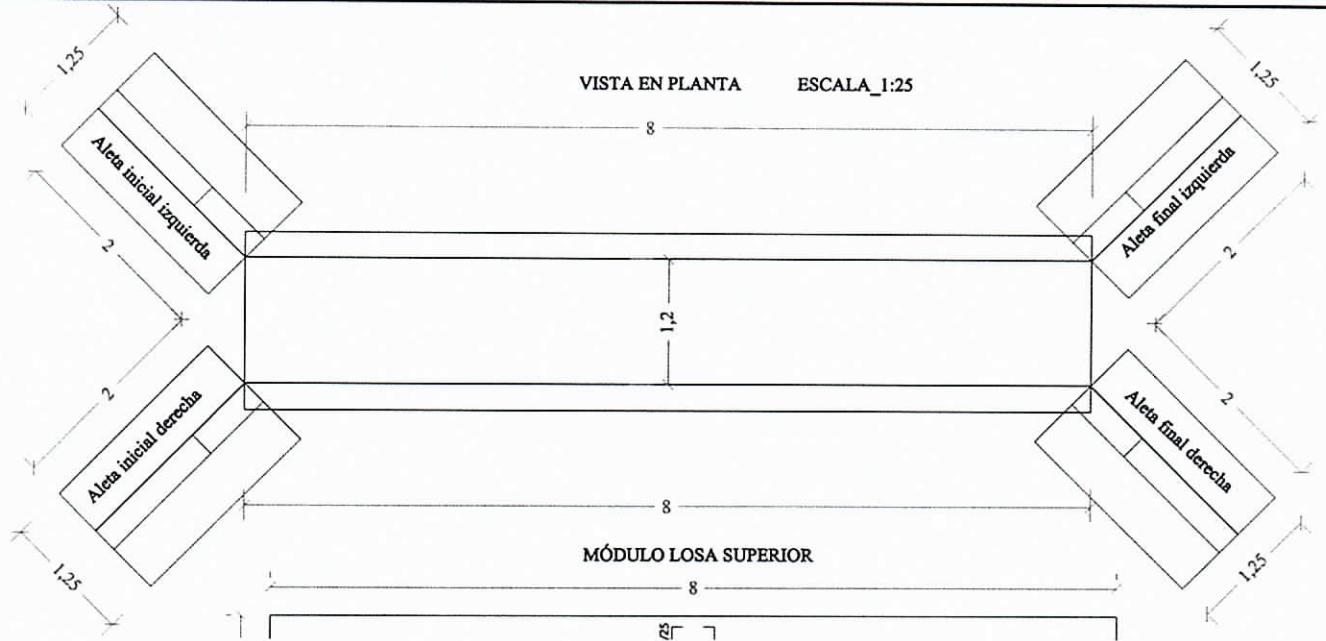 1,25
1,25
VISTA EN PLANTA ESCALA_1:25
8
Aleta inicial izquierda
Aleta final izquierda
2
2
1,2
2
2
Aleta inicial derecha
Aleta final derecha
8
MÓDULO LOSA SUPERIOR
1,25
1,25
8